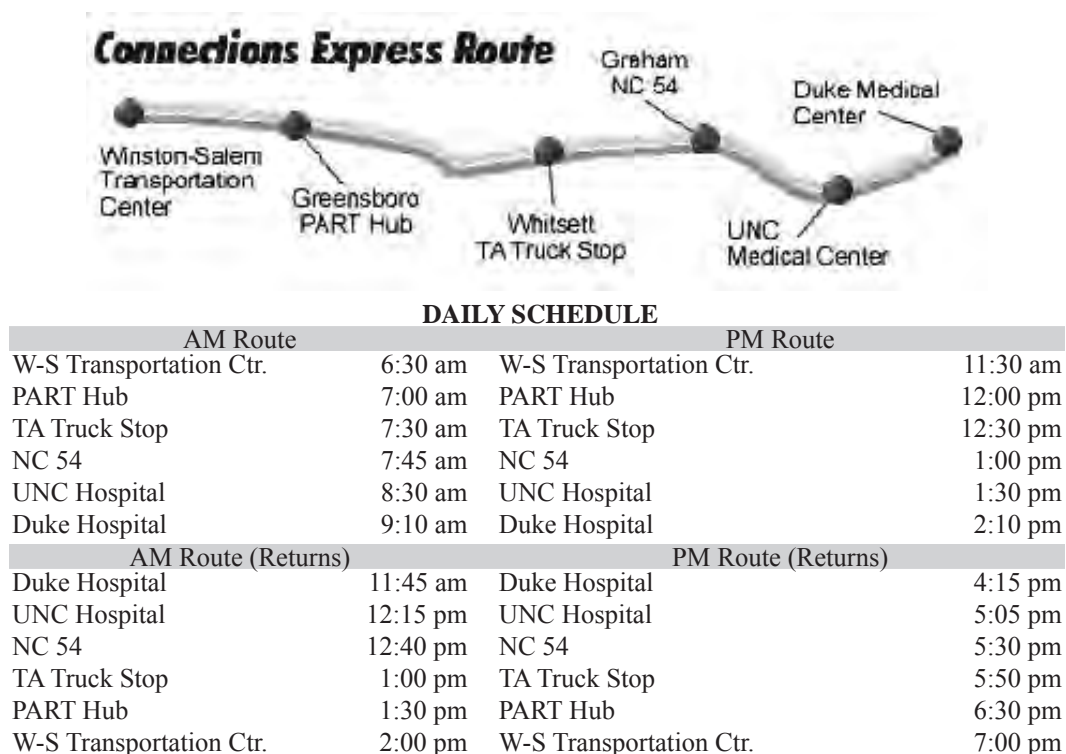 Connections Express Route
Graham
NC 54
Duke Medical
Center
Winston-Salem
Transportation
Center
Greensboro
PART Hub
Whitsett
TA Truck Stop
UNC
Medical Center
DAILY SCHEDULE
AM Route PM Route
W-S Transportation Ctr. 6:30 am W-S Transportation Ctr. 11:30 am
PART Hub 7:00 am PART Hub 12:00 pm
TA Truck Stop 7:30 am TA Truck Stop 12:30 pm
NC 54 7:45 am NC 54 1:00 pm
UNC Hospital 8:30 am UNC Hospital 1:30 pm
Duke Hospital 9:10 am Duke Hospital 2:10 pm
AM Route (Returns) PM Route (Returns)
Duke Hospital 11:45 am Duke Hospital 4:15 pm
UNC Hospital 12:15 pm UNC Hospital 5:05 pm
NC 54 12:40 pm NC 54 5:30 pm
TA Truck Stop 1:00 pm TA Truck Stop 5:50 pm
PART Hub 1:30 pm PART Hub 6:30 pm
W-S Transportation Ctr. 2:00 pm W-S Transportation Ctr. 7:00 pm